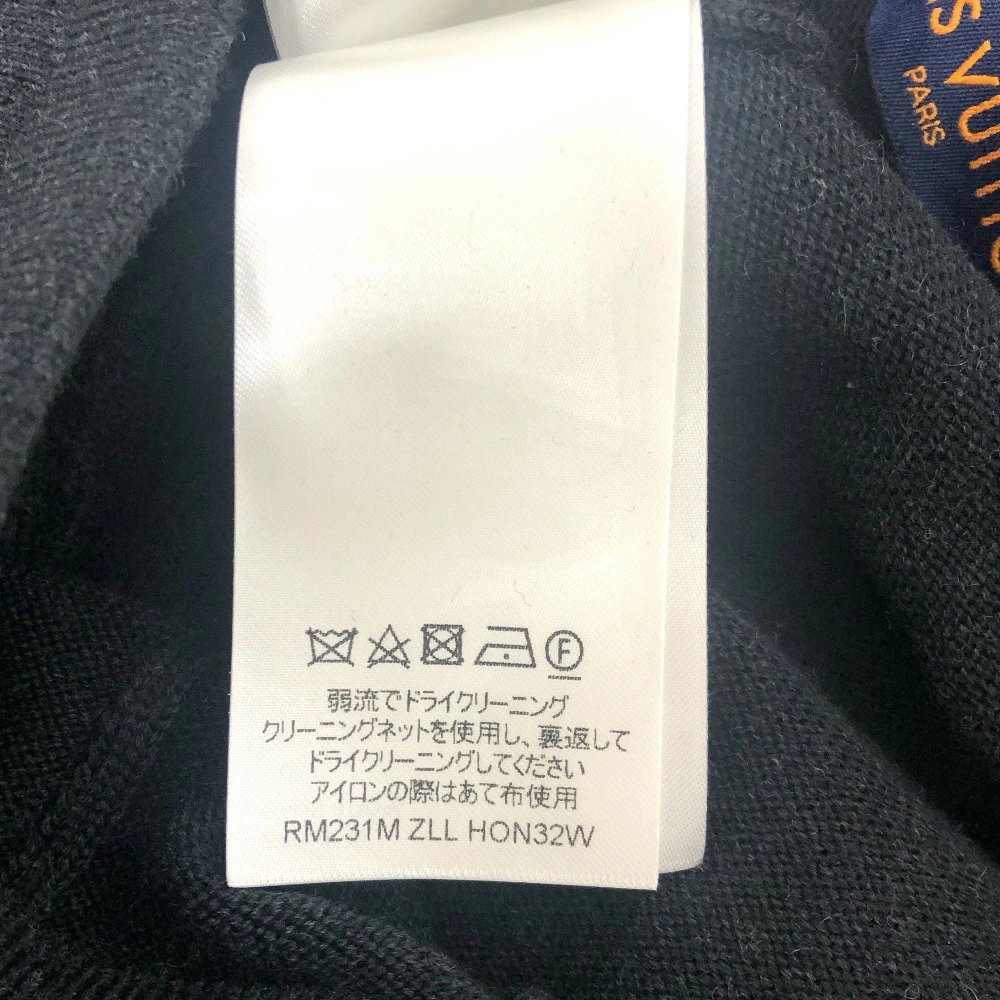 VUITTON
PARIS
F
弱流でドライクリーニング
クリーニングネットを使用し、裏返して
ドライクリーニングしてください
アイロンの際はあて布使用
RM231M ZLL HON32W